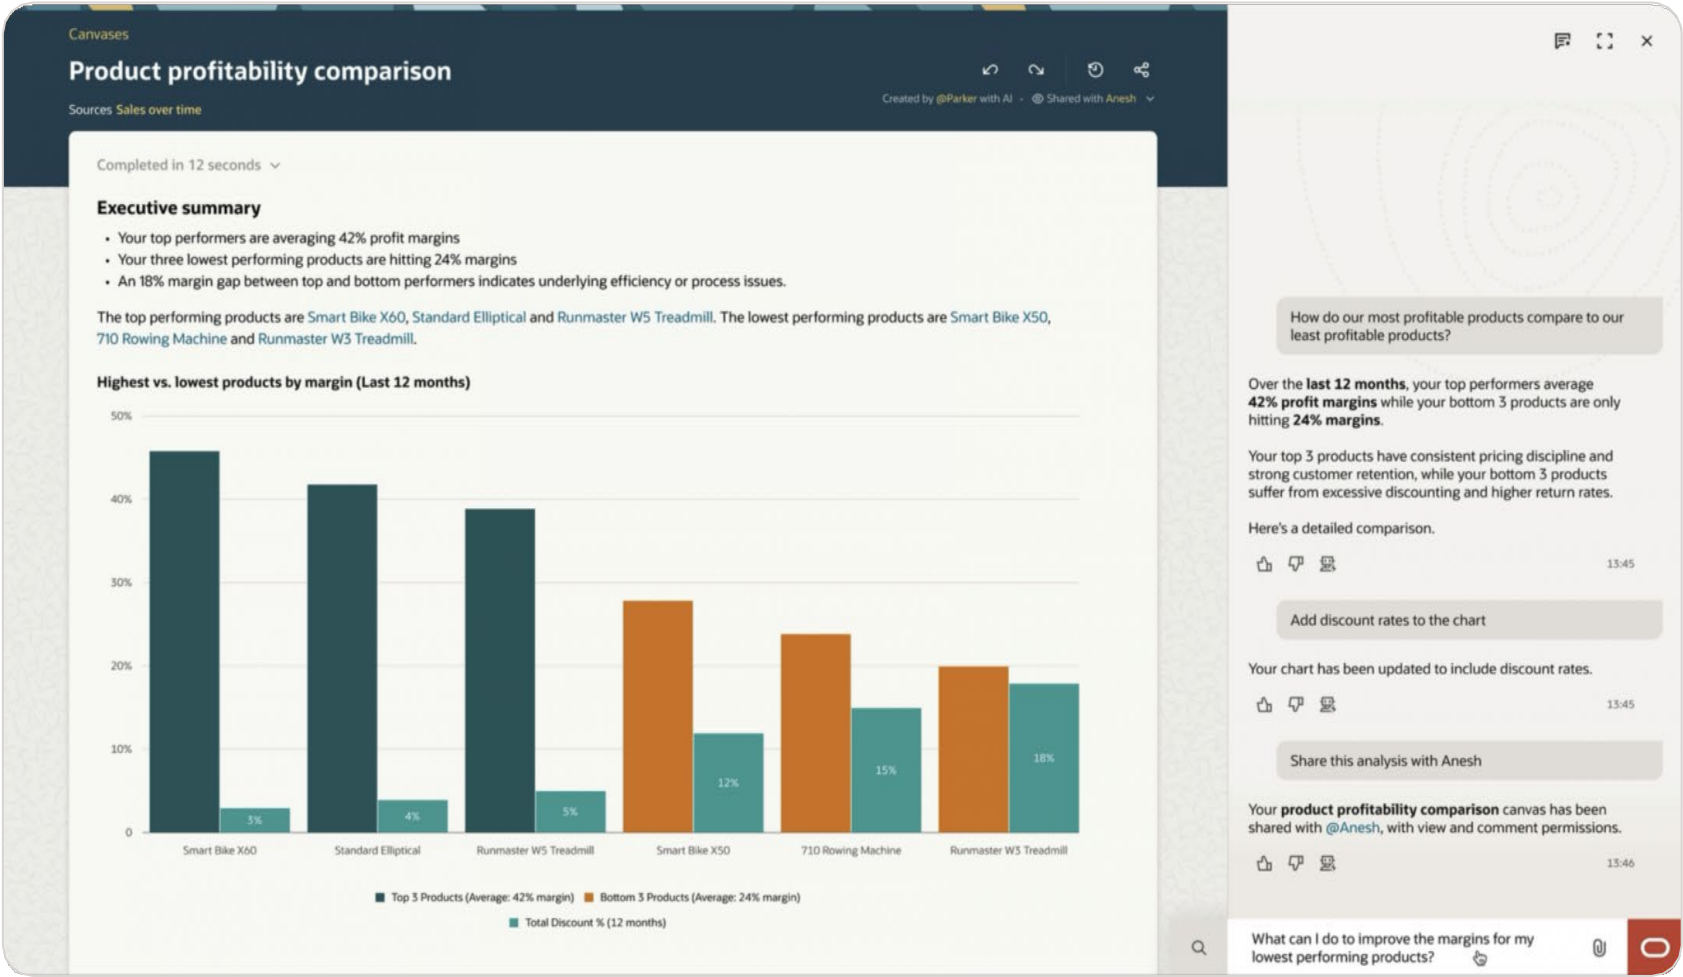 Canvases
Product profitability comparison
Sources Sales over time
Created by @Parker with AI · Shared with Anesh
Completed in 12 seconds
Executive summary
• Your top performers are averaging 42% profit margins
• Your three lowest performing products are hitting 24% margins
• An 18% margin gap between top and bottom performers indicates underlying efficiency or process issues.
The top performing products are Smart Bike X60, Standard Elliptical and Runmaster W5 Treadmill. The lowest performing products are Smart Bike X50,
710 Rowing Machine and Runmaster W3 Treadmill.
Highest vs. lowest products by margin (Last 12 months)
50%
40%
30%
20%
10%
0
3%
4%
5%
12%
15%
18%
Smart Bike X60
Standard Elliptical
Runmaster W5 Treadmill
Smart Bike X50
710 Rowing Machine
Runmaster W3 Treadmill
Top 3 Products (Average: 42% margin)
Bottom 3 Products (Average: 24% margin)
Total Discount % (12 months)
How do our most profitable products compare to our
least profitable products?
Over the last 12 months, your top performers average
42% profit margins while your bottom 3 products are only
hitting 24% margins.
Your top 3 products have consistent pricing discipline and
strong customer retention, while your bottom 3 products
suffer from excessive discounting and higher return rates.
Here's a detailed comparison.
13:45
Add discount rates to the chart
Your chart has been updated to include discount rates.
13:45
Share this analysis with Anesh
Your product profitability comparison canvas has been
shared with @Anesh, with view and comment permissions.
13:46
What can I do to improve the margins for my
lowest performing products?